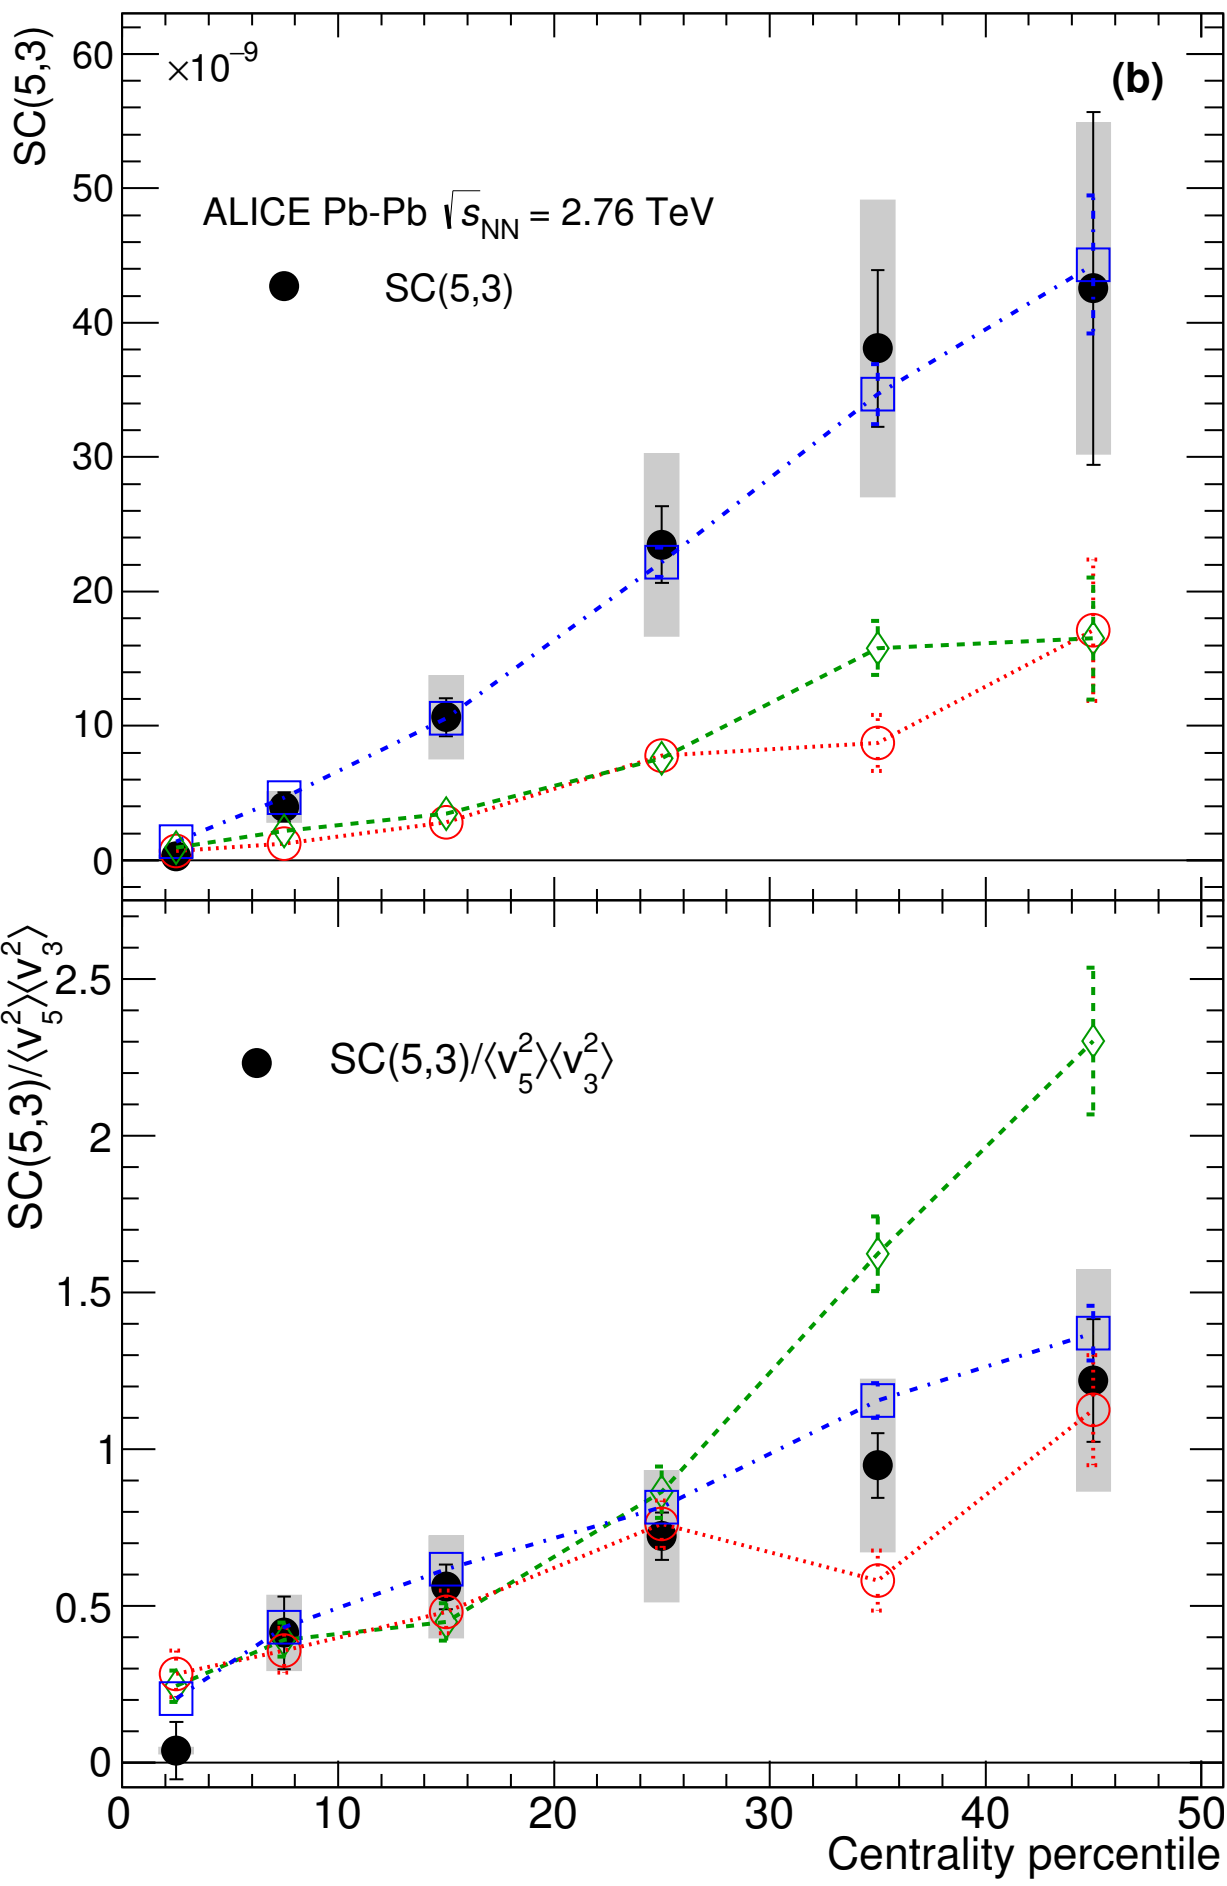 SC(5,3)
×10⁻⁹
(b)
60
50
40
30
20
10
0
ALICE Pb-Pb √s_NN = 2.76 TeV
SC(5,3)
SC(5,3)/⟨v₅²⟩⟨v₃²⟩
2.5
2
1.5
1
0.5
0
SC(5,3)/⟨v₅²⟩⟨v₃²⟩
0 10 20 30 40 50
Centrality percentile